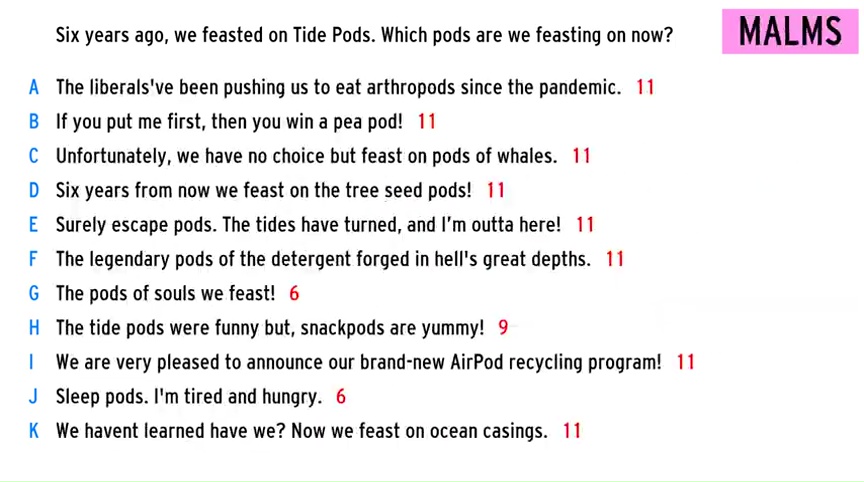 Six years ago, we feasted on Tide Pods. Which pods are we feasting on now?
MALMS
A The liberals've been pushing us to eat arthropods since the pandemic. 11
B If you put me first, then you win a pea pod! 11
C Unfortunately, we have no choice but feast on pods of whales. 11
D Six years from now we feast on the tree seed pods! 11
E Surely escape pods. The tides have turned, and I'm outta here! 11
F The legendary pods of the detergent forged in hell's great depths. 11
G The pods of souls we feast! 6
H The tide pods were funny but, snackpods are yummy! 9
I We are very pleased to announce our brand-new AirPod recycling program! 11
J Sleep pods. I'm tired and hungry. 6
K We havent learned have we? Now we feast on ocean casings. 11